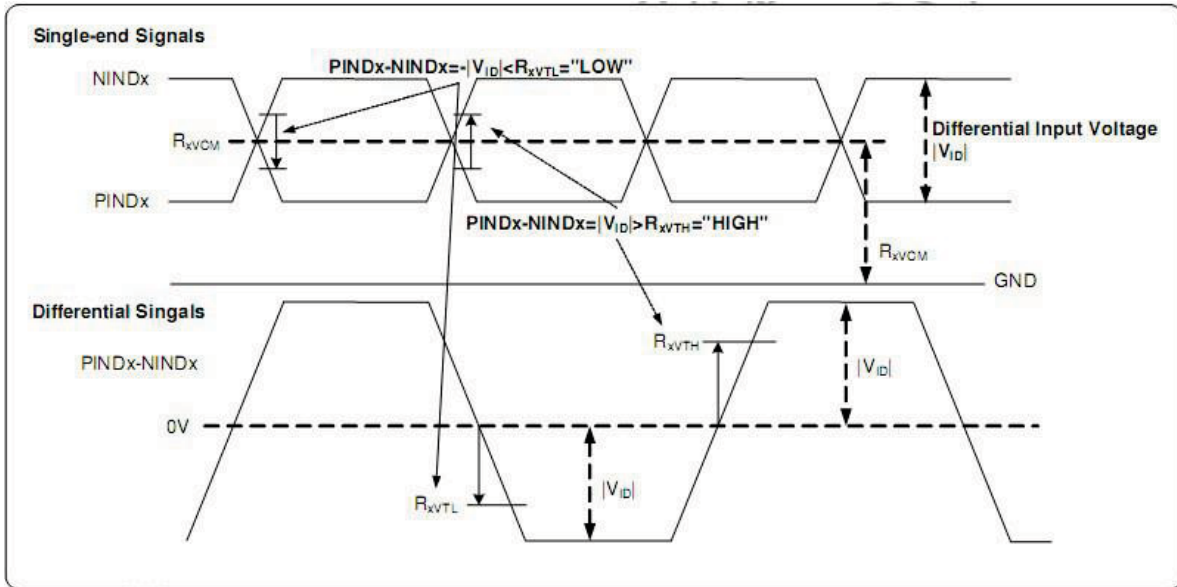 Single-end Signals
PINDx-NINDx=-|VID|<RxVTL="LOW"
NINDx
RxVCM
Differential Input Voltage
|VID|
PINDx
PINDx-NINDx=|VID|>RxVTH="HIGH"
RxVCM
GND
Differential Singals
RxVTH
PINDx-NINDx
|VID|
0V
|VID|
RxVTL